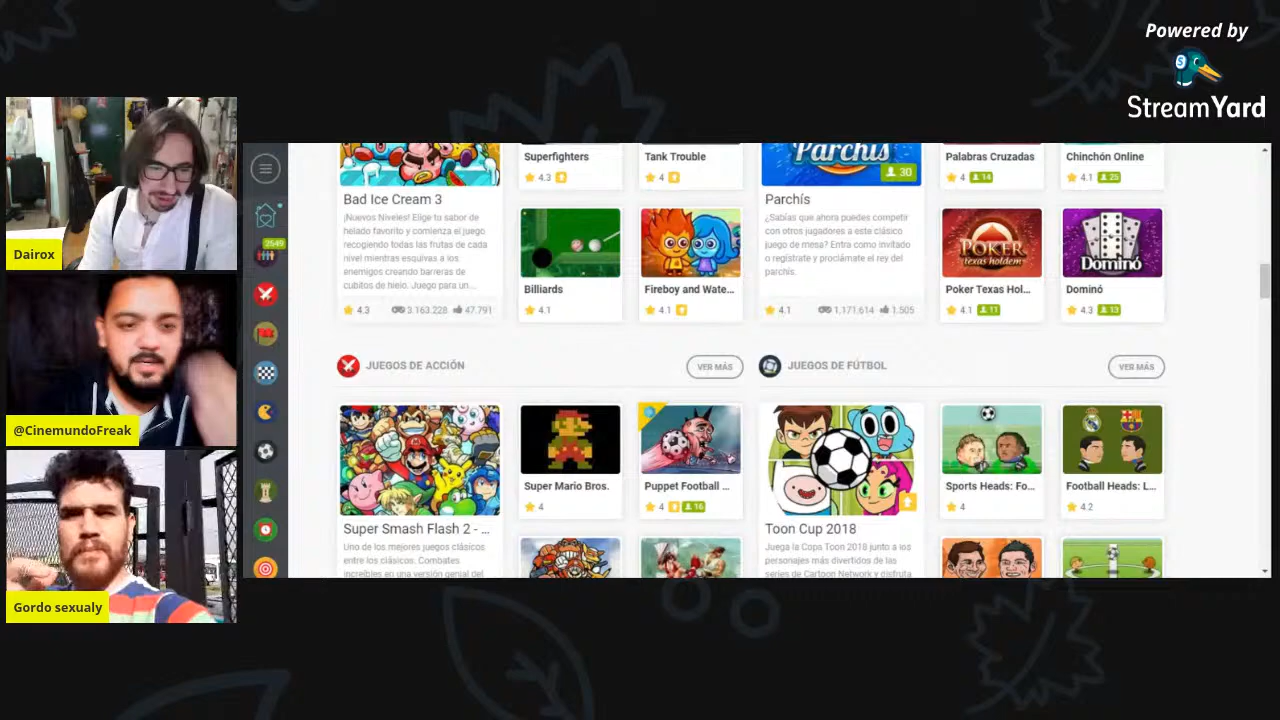 Powered by
StreamYard
Dairox
@CinemundoFreak
Gordo sexualy
2549
Bad Ice Cream 3
¡Nuevos Niveles! Elige tu sabor de
helado favorito y comienza el juego
recogiendo todas las frutas de cada
nivel mientras esquivas a los
enemigos creando barreras de
cubitos de hielo. Juego para un...
4.3 3.163.228 47.791
Superfighters
4.3
Tank Trouble
4
Billiards
4.1
Fireboy and Wate...
4.1
Parchís
30
Parchís
¿Sabías que ahora puedes competir
con otros jugadores a este clásico
juego de mesa? Entra como invitado
o regístrate y proclámate el rey del
parchís.
4.1 1,171.614 1.505
Palabras Cruzadas
4 14
Chinchón Online
4.1 25
POKER
texas holdem
Poker Texas Hol...
4.1 11
Dominó
Dominó
4.3 13
JUEGOS DE ACCIÓN
VER MÁS
JUEGOS DE FÚTBOL
VER MÁS
Super Smash Flash 2 - ...
Uno de los mejores juegos clásicos
entre los clásicos. Combates
increíbles en una versión genial del
Super Mario Bros.
4
Puppet Football ...
4 16
Toon Cup 2018
Juega la Copa Toon 2018 junto a los
personajes más divertidos de las
series de Cartoon Network y disfruta
Sports Heads: Fo...
4
Football Heads: L...
4.2